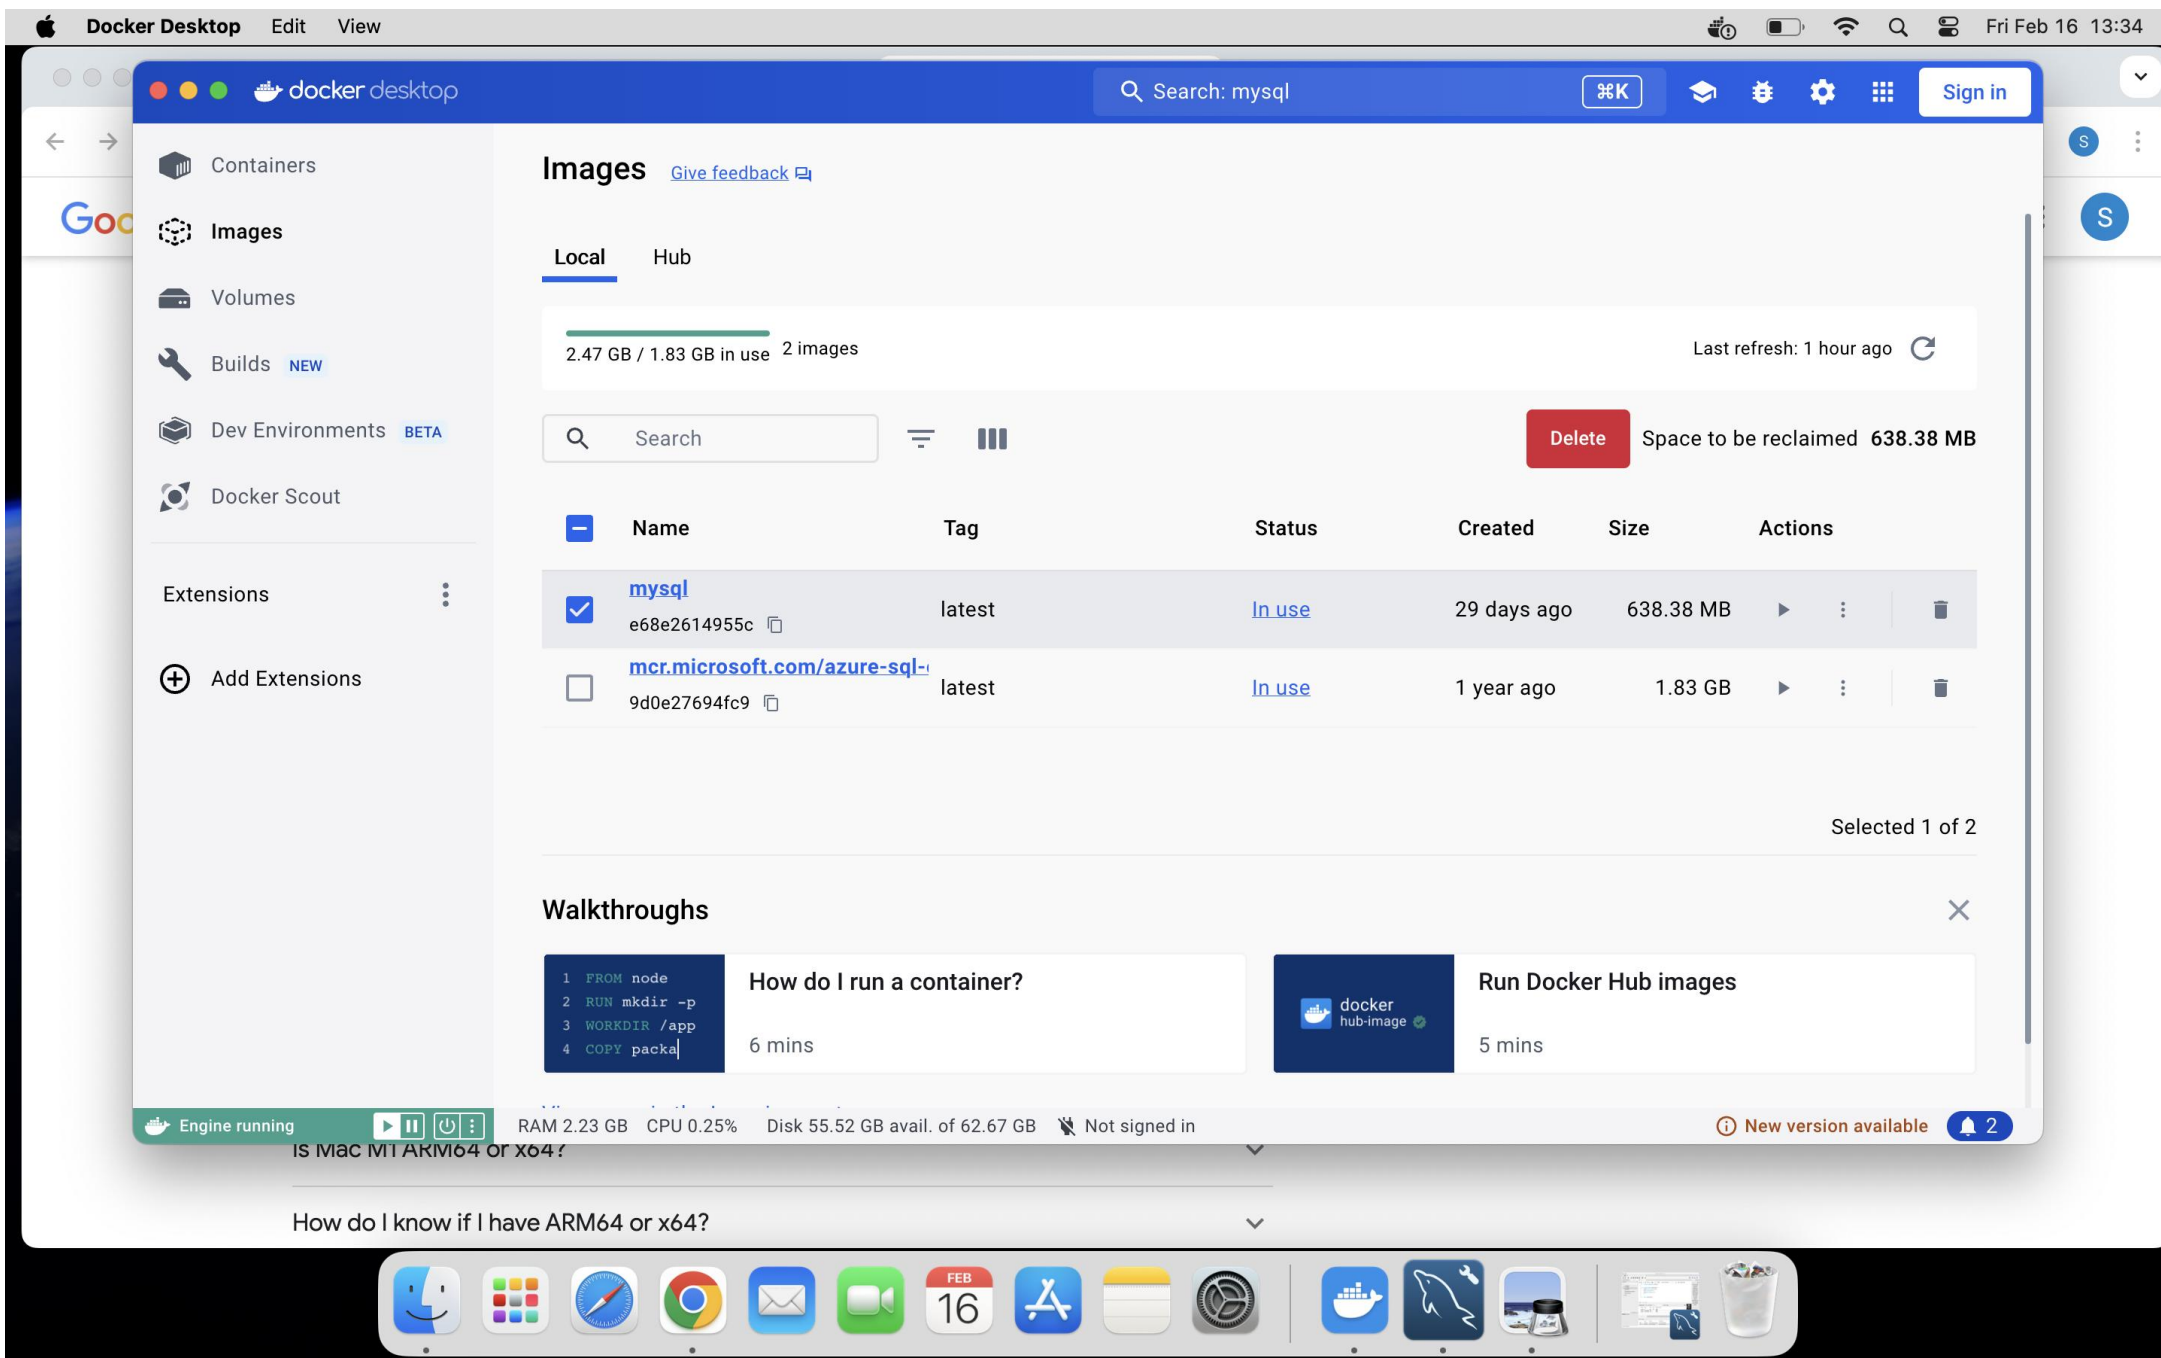 Docker Desktop Edit View Fri Feb 16 13:34
docker desktop Search: mysql ⌘K Sign in
S
Goo
S
Containers
Images
Volumes
Builds NEW
Dev Environments BETA
Docker Scout
Extensions
Add Extensions
Images Give feedback
Local Hub
2.47 GB / 1.83 GB in use 2 images Last refresh: 1 hour ago
Search Delete Space to be reclaimed 638.38 MB
Name Tag Status Created Size Actions
mysql
e68e2614955c latest In use 29 days ago 638.38 MB
mcr.microsoft.com/azure-sql-
9d0e27694fc9 latest In use 1 year ago 1.83 GB
Selected 1 of 2
Walkthroughs
1 FROM node
2 RUN mkdir -p
3 WORKDIR /app
4 COPY packa
How do I run a container?
6 mins
docker
hub-image
Run Docker Hub images
5 mins
Engine running RAM 2.23 GB CPU 0.25% Disk 55.52 GB avail. of 62.67 GB Not signed in New version available 2
Is Mac M1 ARM64 or x64?
How do I know if I have ARM64 or x64?
FEB
16